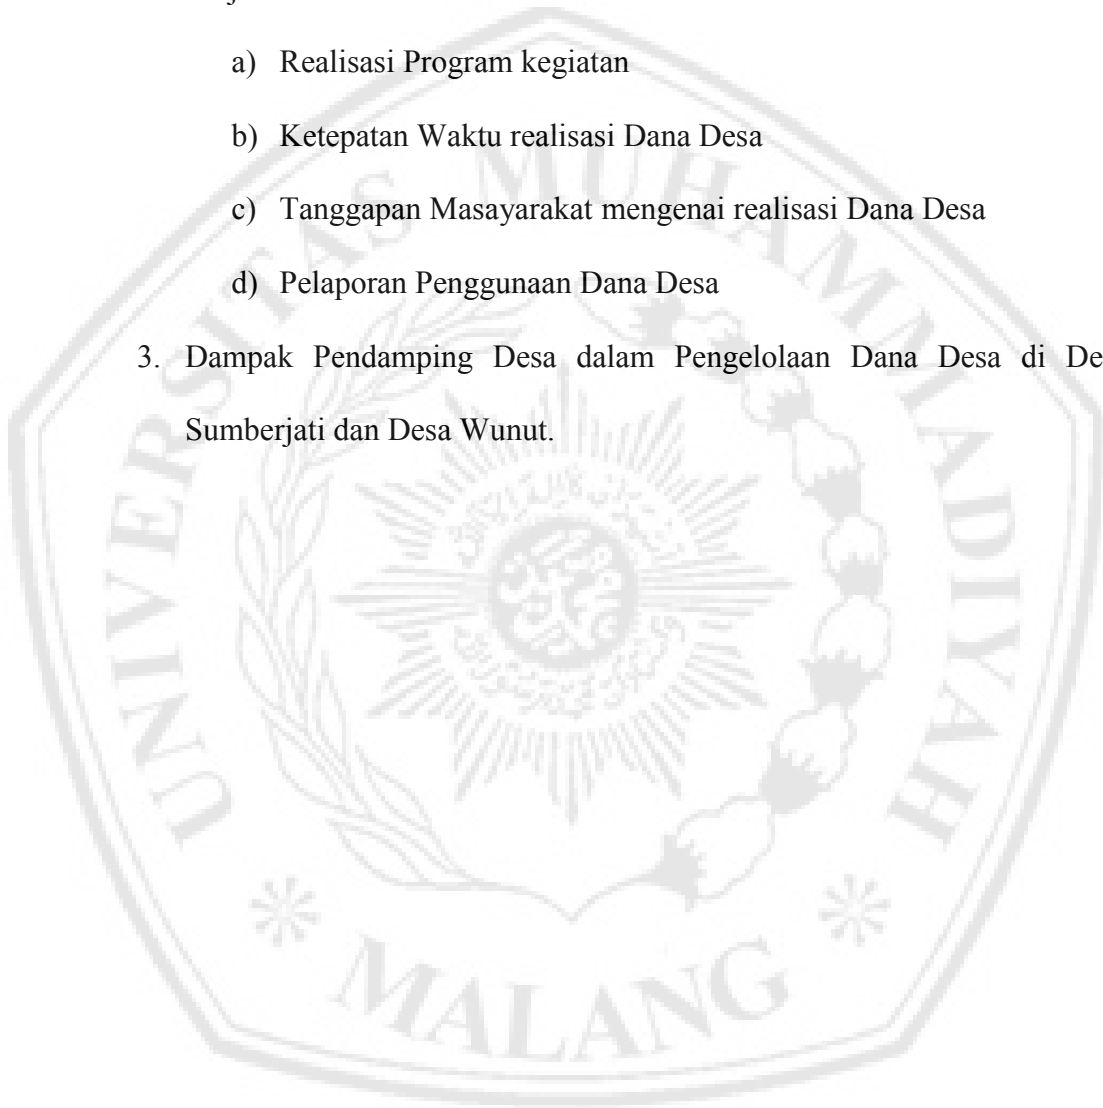 a) Realisasi Program kegiatan
b) Ketepatan Waktu realisasi Dana Desa
c) Tanggapan Masayarakat mengenai realisasi Dana Desa
d) Pelaporan Penggunaan Dana Desa
3. Dampak Pendamping Desa dalam Pengelolaan Dana Desa di De
Sumberjati dan Desa Wunut.
UNIVERSITAS MUHAMMADIYAH
MALANG